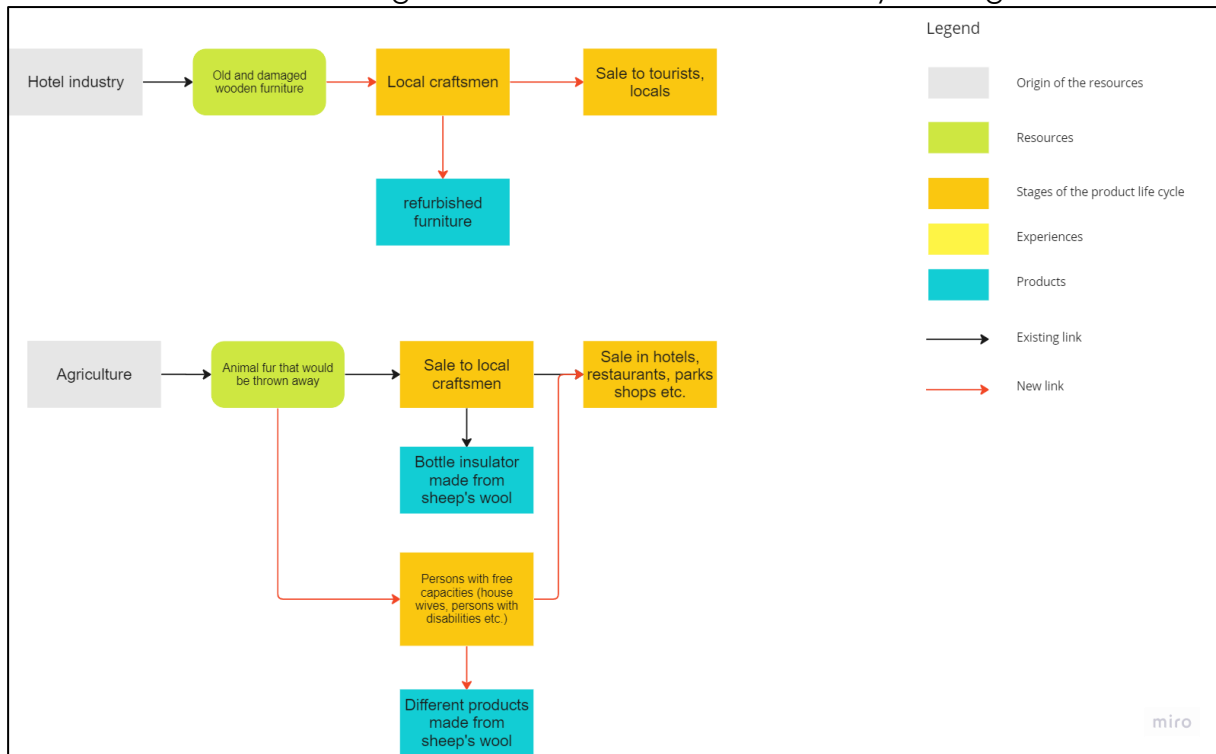 Legend
Hotel industry
Old and damaged
wooden furniture
Local craftsmen
Sale to tourists,
locals
refurbished
furniture
Origin of the resources
Resources
Stages of the product life cycle
Experiences
Products
Existing link
New link
Agriculture
Animal fur that would
be thrown away
Sale to local
craftsmen
Sale in hotels,
restaurants, parks
shops etc.
Bottle insulator
made from
sheep's wool
Persons with free
capacities (house
wives, persons with
disabilities etc.)
Different products
made from
sheep's wool
miro